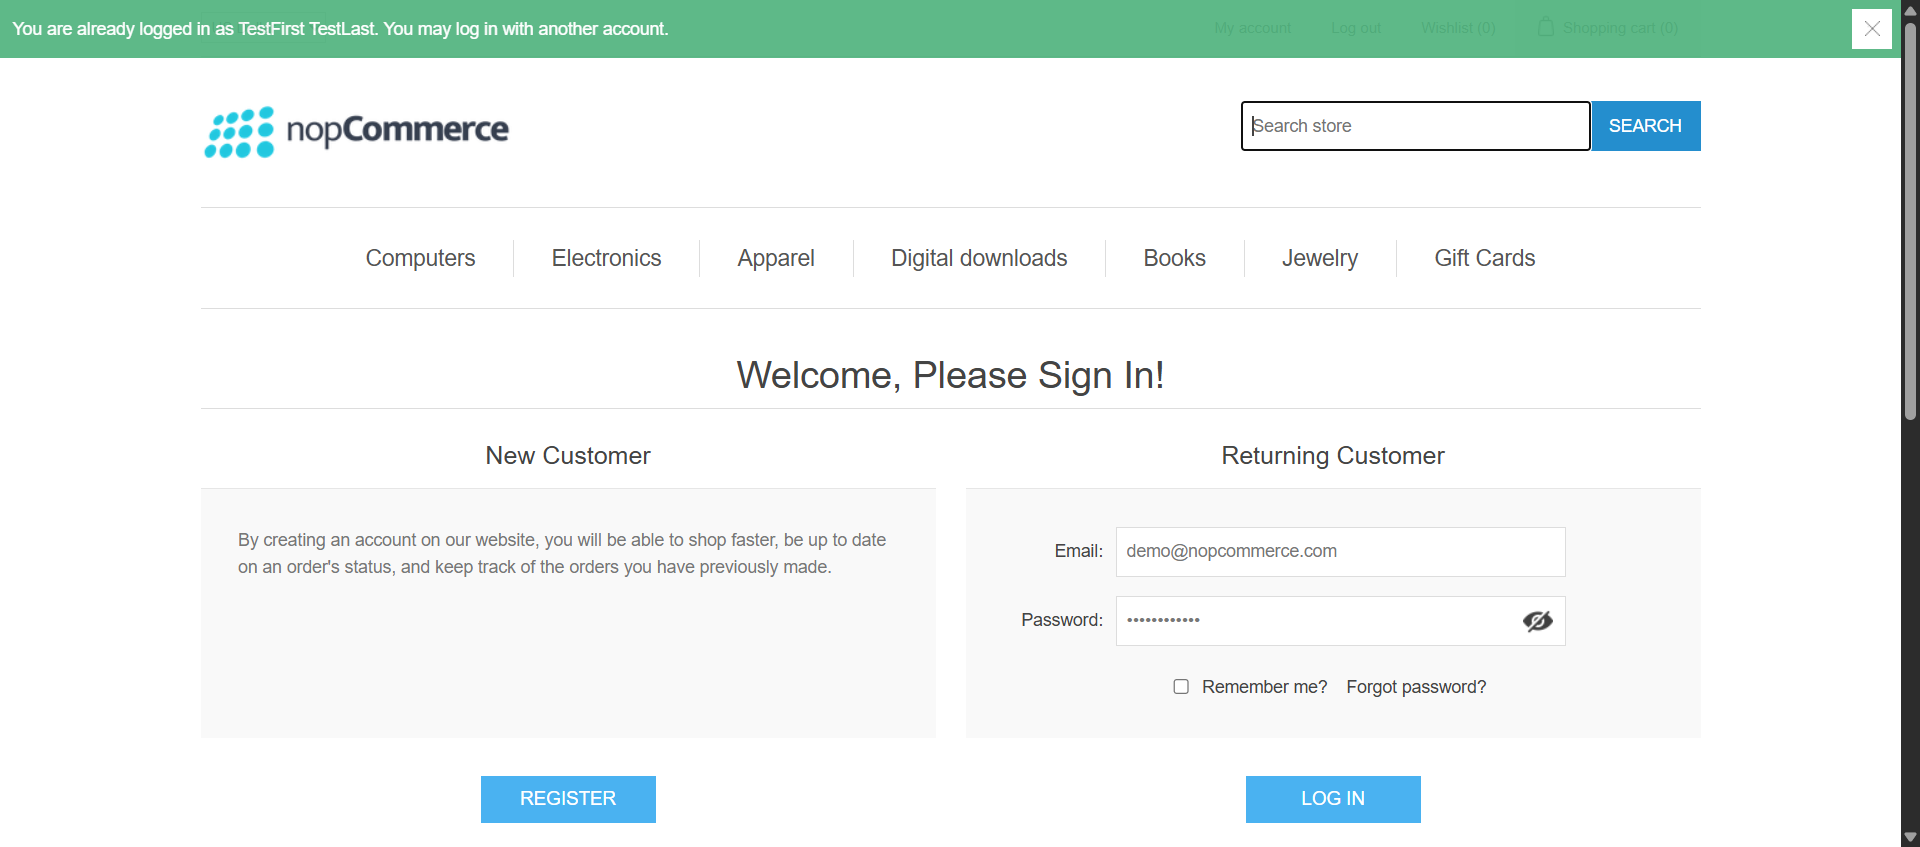 You are already logged in as TestFirst TestLast. You may log in with another account.
My account Log out Wishlist (0) Shopping cart (0)
nopCommerce
Search store SEARCH
Computers Electronics Apparel Digital downloads Books Jewelry Gift Cards
Welcome, Please Sign In!
New Customer
By creating an account on our website, you will be able to shop faster, be up to date
on an order's status, and keep track of the orders you have previously made.
REGISTER
Returning Customer
Email: demo@nopcommerce.com
Password: ••••••••••••
Remember me? Forgot password?
LOG IN